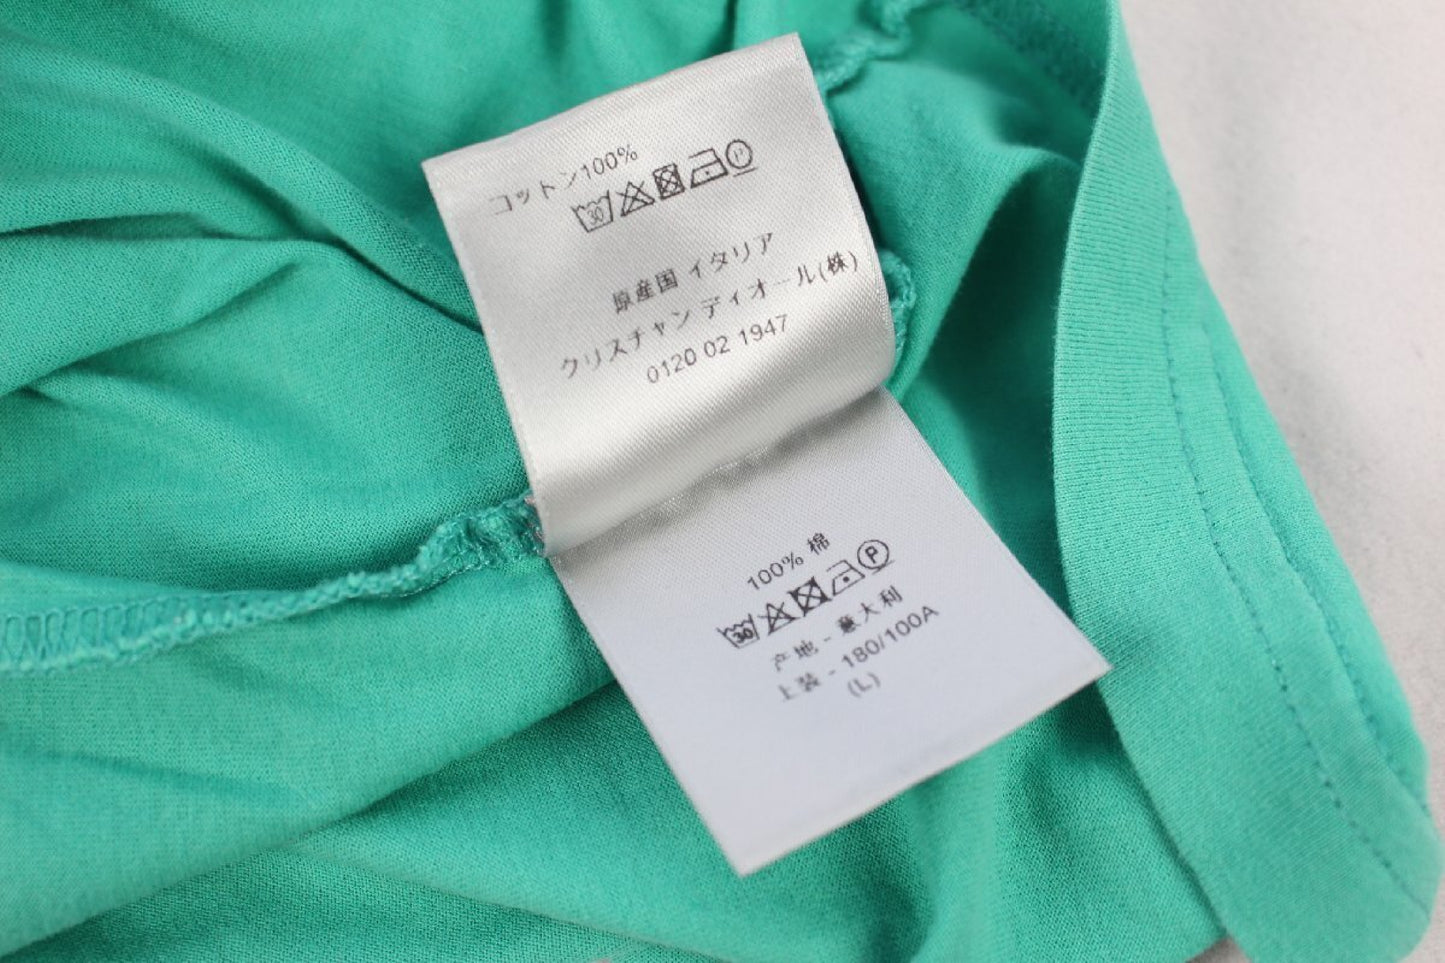 コットン100%
30 P
原産国 イタリア
クリスチャン ディオール(株)
0120 02 1947
100% 棉
30 P
产地 - 意大利
上装 - 180/100A
(L)